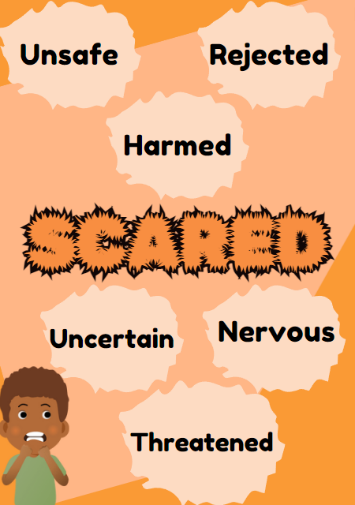 Unsafe
Rejected
Harmed
SCARED
Uncertain
Nervous
Threatened